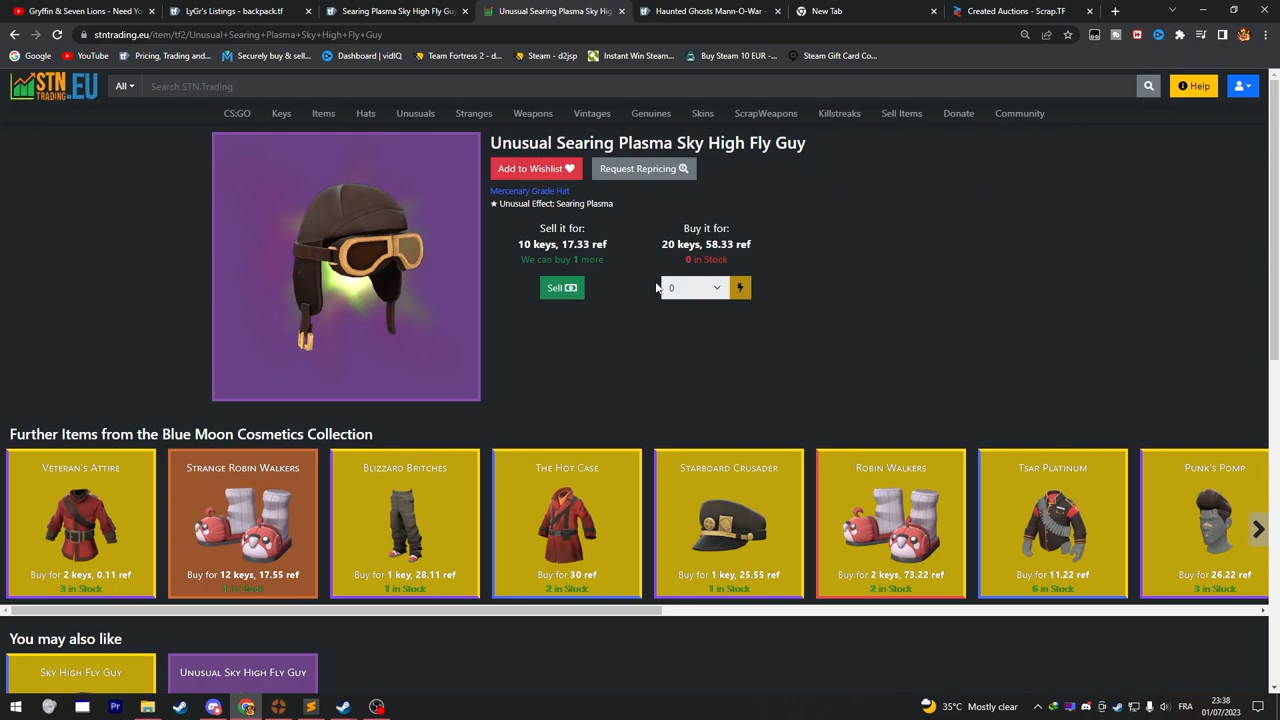 Gryffin & Seven Lions - Need Yo
LyGr's Listings - backpack.tf
Searing Plasma Sky High Fly Guy
Unusual Searing Plasma Sky Hig
Haunted Ghosts Mann-O-War -
New Tab
Created Auctions - Scrap.TF
stntrading.eu/item/tf2/Unusual+Searing+Plasma+Sky+High+Fly+Guy
Google
YouTube
Pricing, Trading and...
Securely buy & sell...
Dashboard | vidIQ
Team Fortress 2 - d...
Steam - d2jsp
Instant Win Steam...
Buy Steam 10 EUR -...
Steam Gift Card Co...
STN TRADING .EU
All
Search STN.Trading
Help
CS:GO Keys Items Hats Unusuals Stranges Weapons Vintages Genuines Skins ScrapWeapons Killstreaks Sell Items Donate Community
Unusual Searing Plasma Sky High Fly Guy
Add to Wishlist
Request Repricing
Mercenary Grade Hat
★ Unusual Effect: Searing Plasma
Sell it for:
10 keys, 17.33 ref
We can buy 1 more
Sell
Buy it for:
20 keys, 58.33 ref
0 in Stock
0
Further Items from the Blue Moon Cosmetics Collection
Veteran's Attire
Buy for 2 keys, 0.11 ref
3 in Stock
Strange Robin Walkers
Buy for 12 keys, 17.55 ref
1 in Stock
Blizzard Britches
Buy for 1 key, 28.11 ref
1 in Stock
The Hot Case
Buy for 30 ref
2 in Stock
Starboard Crusader
Buy for 1 key, 25.55 ref
1 in Stock
Robin Walkers
Buy for 2 keys, 73.22 ref
2 in Stock
Tsar Platinum
Buy for 11.22 ref
6 in Stock
Punk's Pomp
Buy for 26.22 ref
3 in Stock
You may also like
Sky High Fly Guy
Unusual Sky High Fly Guy
35°C Mostly clear
FRA
23:38
01/07/2023